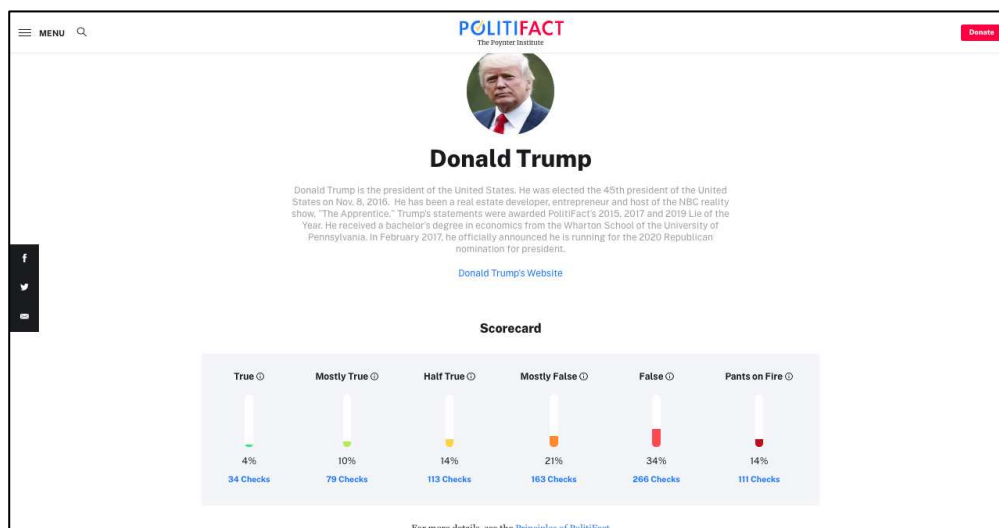 MENU
POLITIFACT
The Poynter Institute
Donate
Donald Trump
Donald Trump is the president of the United States. He was elected the 45th president of the United
States on Nov. 8, 2016. He has been a real estate developer, entrepreneur and host of the NBC reality
show, "The Apprentice." Trump's statements were awarded PolitiFact's 2015, 2017 and 2019 Lie of the
Year. He received a bachelor's degree in economics from the Wharton School of the University of
Pennsylvania. In February 2017, he officially announced he is running for the 2020 Republican
nomination for president.
Donald Trump's Website
Scorecard
True Mostly True Half True Mostly False False Pants on Fire
4% 10% 14% 21% 34% 14%
34 Checks 79 Checks 113 Checks 163 Checks 266 Checks 111 Checks
For more details, see the Principles of PolitiFact